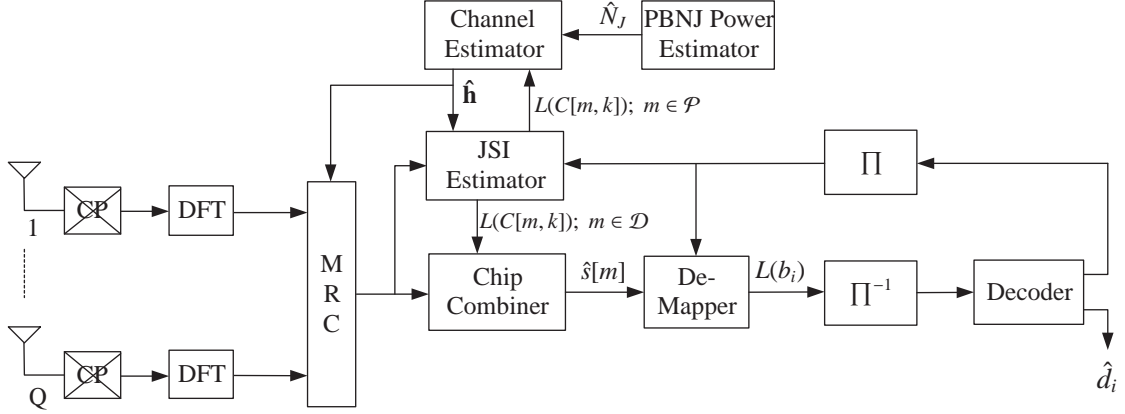 Channel
Estimator
N̂_J
PBNJ Power
Estimator
ĥ
L(C[m, k]); m ∈ 𝒫
JSI
Estimator
∏
1
CP
DFT
M
R
C
L(C[m, k]); m ∈ 𝒟
Chip
Combiner
ŝ[m]
De-
Mapper
L(b_i)
∏⁻¹
Decoder
Q
CP
DFT
d̂_i